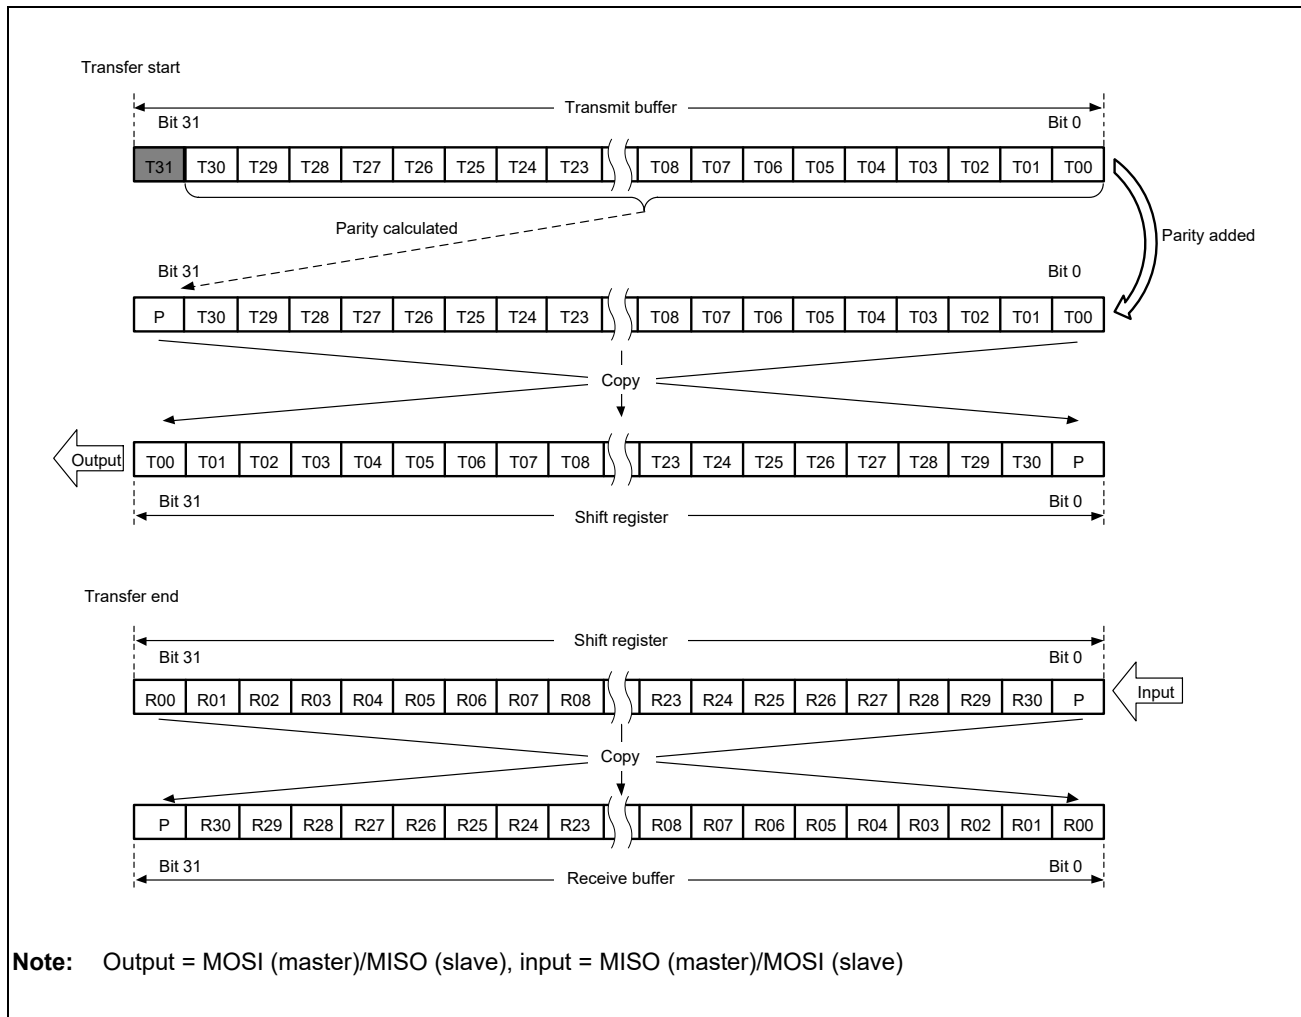 Transfer start
Transmit buffer
Bit 31 Bit 0
T31 T30 T29 T28 T27 T26 T25 T24 T23 T08 T07 T06 T05 T04 T03 T02 T01 T00
Parity calculated
Parity added
Bit 31 Bit 0
P T30 T29 T28 T27 T26 T25 T24 T23 T08 T07 T06 T05 T04 T03 T02 T01 T00
Copy
Output T00 T01 T02 T03 T04 T05 T06 T07 T08 T23 T24 T25 T26 T27 T28 T29 T30 P
Bit 31 Bit 0
Shift register
Transfer end
Shift register
Bit 31 Bit 0
R00 R01 R02 R03 R04 R05 R06 R07 R08 R23 R24 R25 R26 R27 R28 R29 R30 P Input
Copy
P R30 R29 R28 R27 R26 R25 R24 R23 R08 R07 R06 R05 R04 R03 R02 R01 R00
Bit 31 Bit 0
Receive buffer
Note: Output = MOSI (master)/MISO (slave), input = MISO (master)/MOSI (slave)